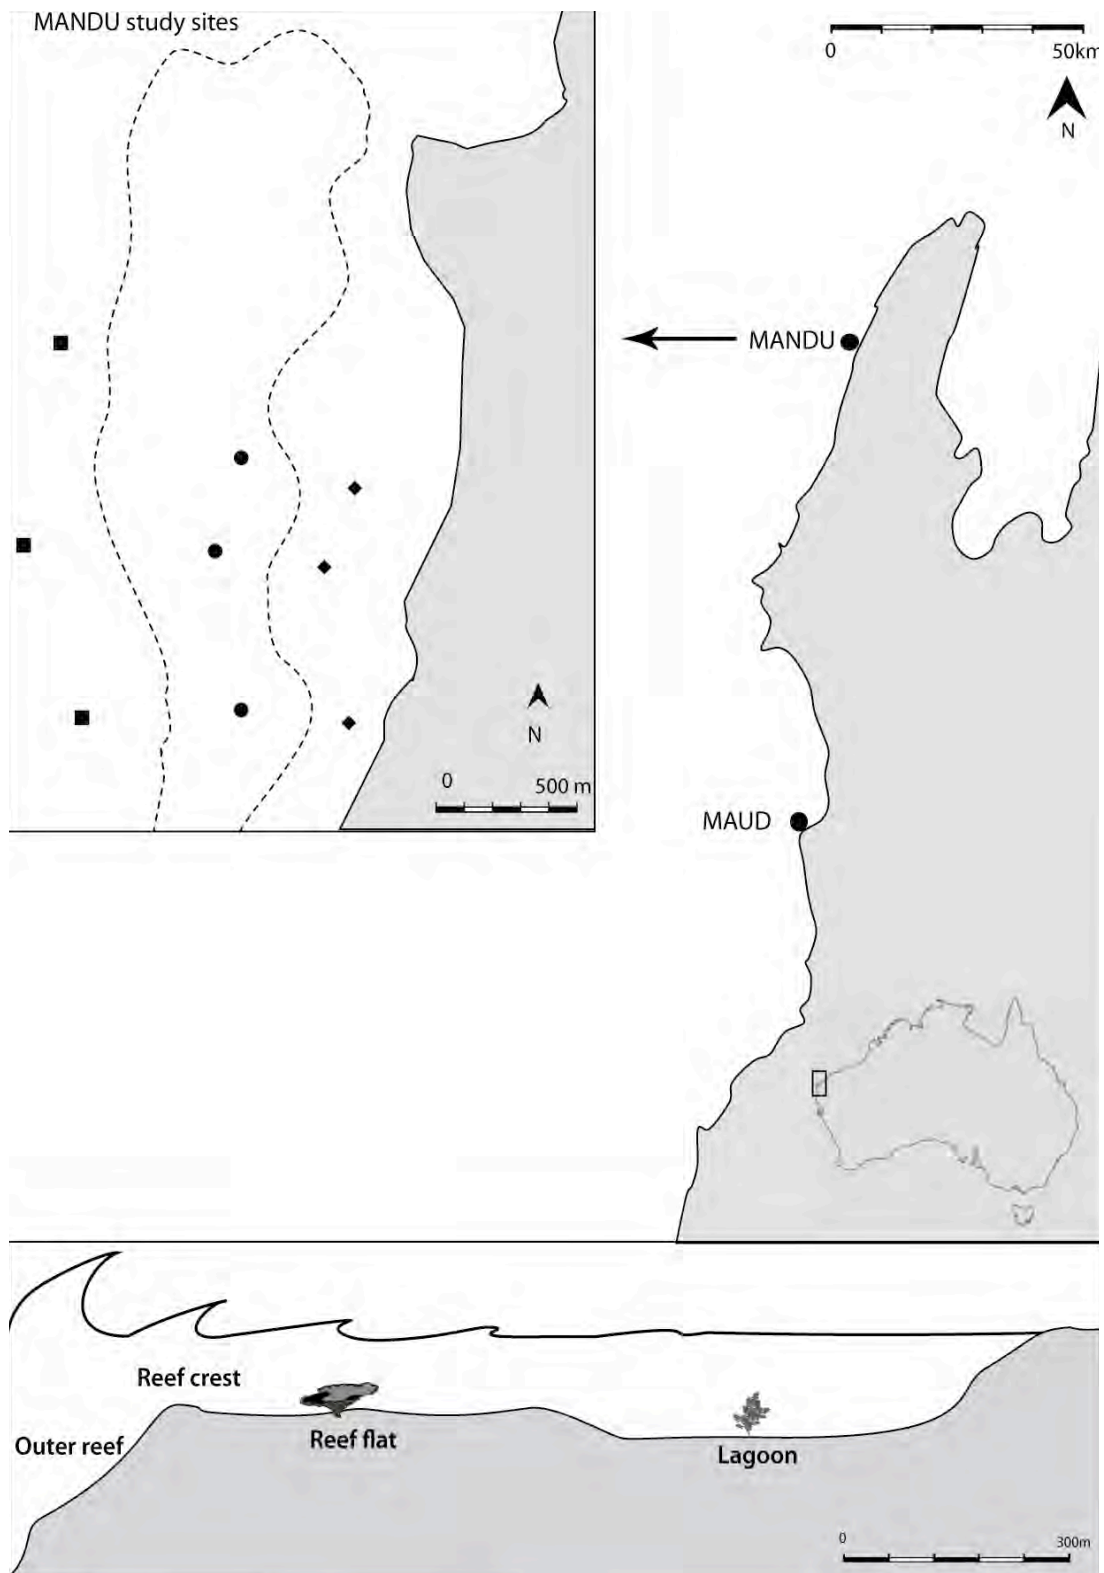 MANDU study sites
0 50km
N
MANDU
N
0 500 m
MAUD
Reef crest
Outer reef
Reef flat
Lagoon
0 300m